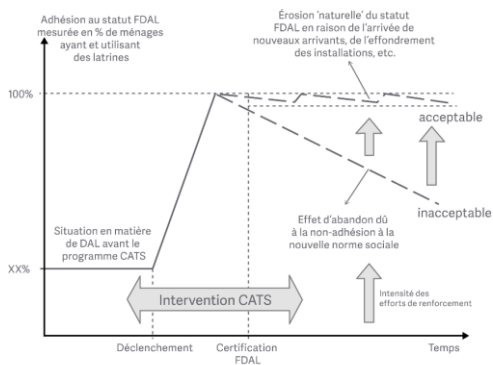 Adhésion au statut FDAL
mesurée en % de ménages
ayant et utilisant
des latrines
Érosion 'naturelle' du statut
FDAL en raison de l'arrivée de
nouveaux arrivants, de l'effondrement
des installations, etc.
100%
acceptable
inacceptable
Situation en matière
de DAL avant le
programme CATS
Effet d'abandon dû
à la non-adhésion à la
nouvelle norme sociale
XX%
Intervention CATS
Intensité des
efforts de renforcement
Déclenchement
Certification
FDAL
Temps